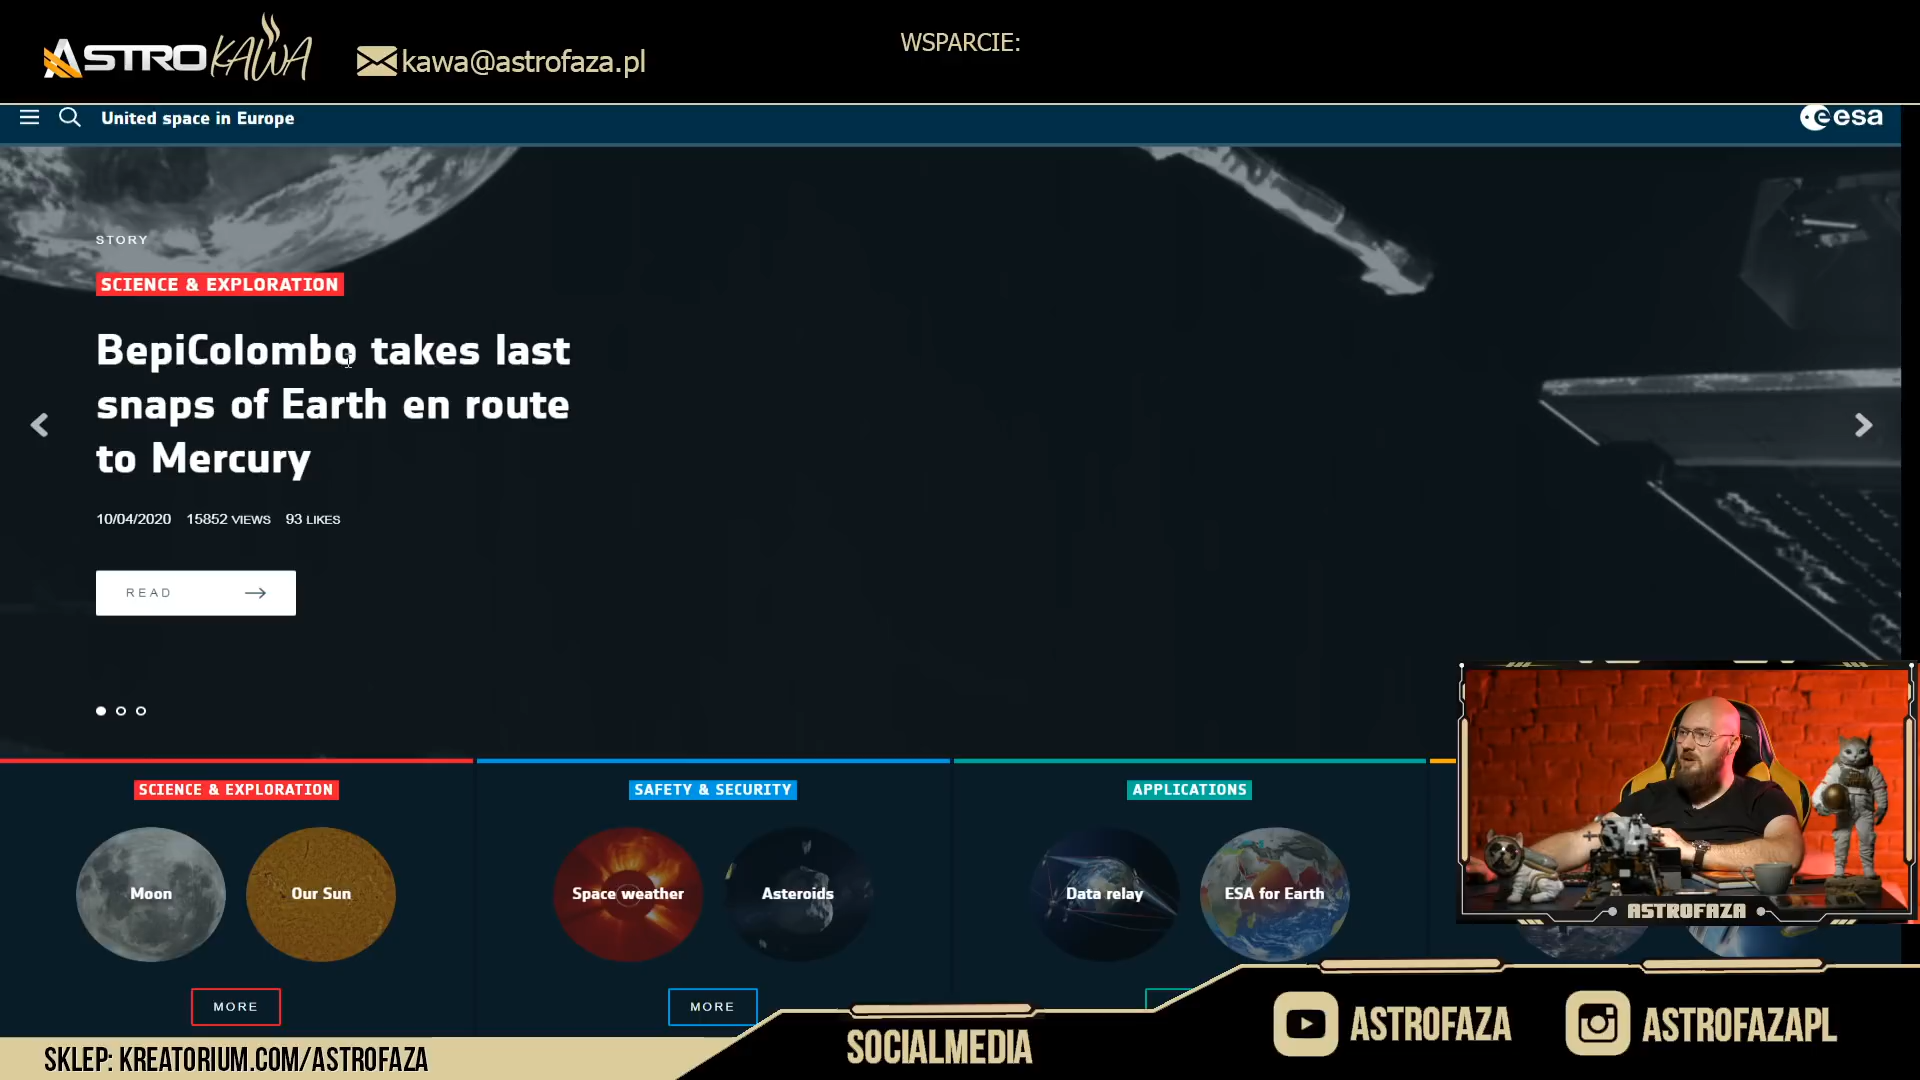 ASTRO KAWA
kawa@astrofaza.pl
WSPARCIE:
United space in Europe
esa
STORY
SCIENCE & EXPLORATION
BepiColombo takes last
snaps of Earth en route
to Mercury
10/04/2020 15852 VIEWS 93 LIKES
READ
SCIENCE & EXPLORATION
SAFETY & SECURITY
APPLICATIONS
Moon
Our Sun
Space weather
Asteroids
Data relay
ESA for Earth
ASTROFAZA
MORE
MORE
SKLEP: KREATORIUM.COM/ASTROFAZA
SOCIALMEDIA
ASTROFAZA
ASTROFAZAPL